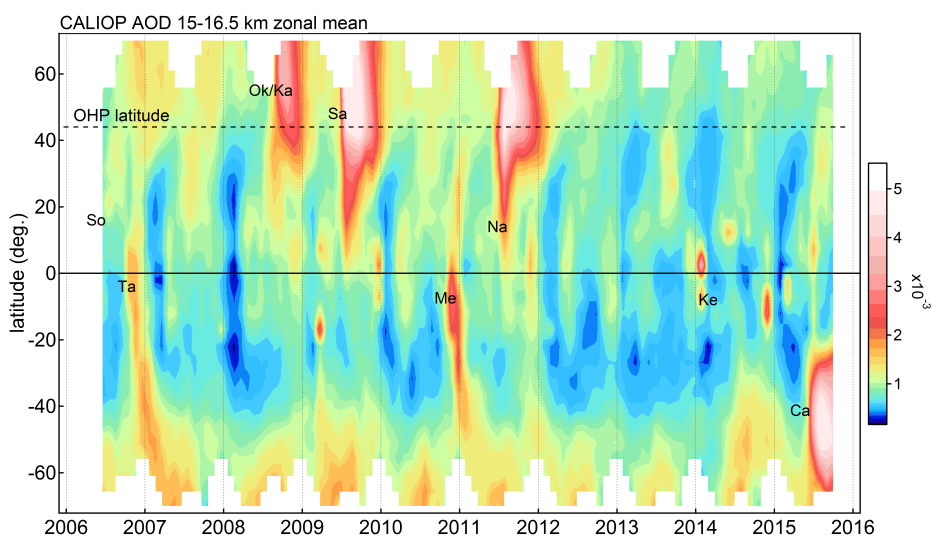 CALIOP AOD 15-16.5 km zonal mean
60
Ok/Ka
Sa
OHP latitude
40
20
So
Na
latitude (deg.)
0
Ta
Me
Ke
-20
-40
Ca
-60
2006 2007 2008 2009 2010 2011 2012 2013 2014 2015 2016
5
4
3
2
1
x10-3